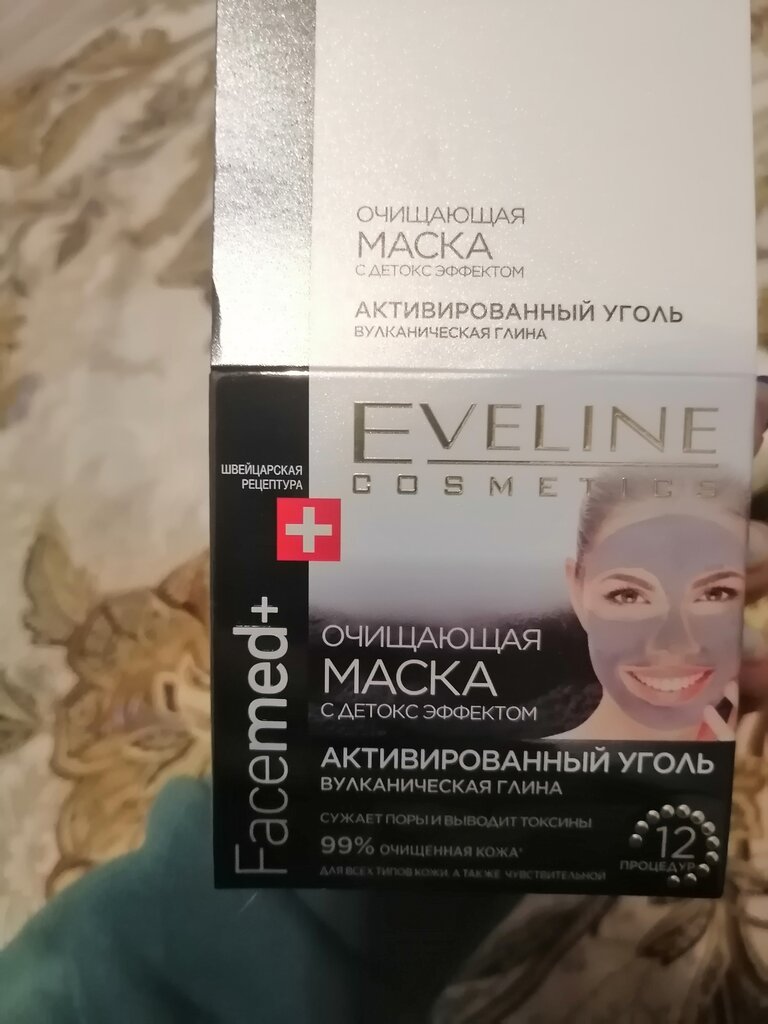 ОЧИЩАЮЩАЯ
МАСКА
С ДЕТОКС ЭФФЕКТОМ
АКТИВИРОВАННЫЙ УГОЛЬ
ВУЛКАНИЧЕСКАЯ ГЛИНА
EVELINE
COSMETICS
ШВЕЙЦАРСКАЯ
РЕЦЕПТУРА
Facemed+
ОЧИЩАЮЩАЯ
МАСКА
С ДЕТОКС ЭФФЕКТОМ
АКТИВИРОВАННЫЙ УГОЛЬ
ВУЛКАНИЧЕСКАЯ ГЛИНА
СУЖАЕТ ПОРЫ И ВЫВОДИТ ТОКСИНЫ
99% ОЧИЩЕННАЯ КОЖА*
ДЛЯ ВСЕХ ТИПОВ КОЖИ, А ТАКЖЕ ЧУВСТВИТЕЛЬНОЙ
12
ПРОЦЕДУР